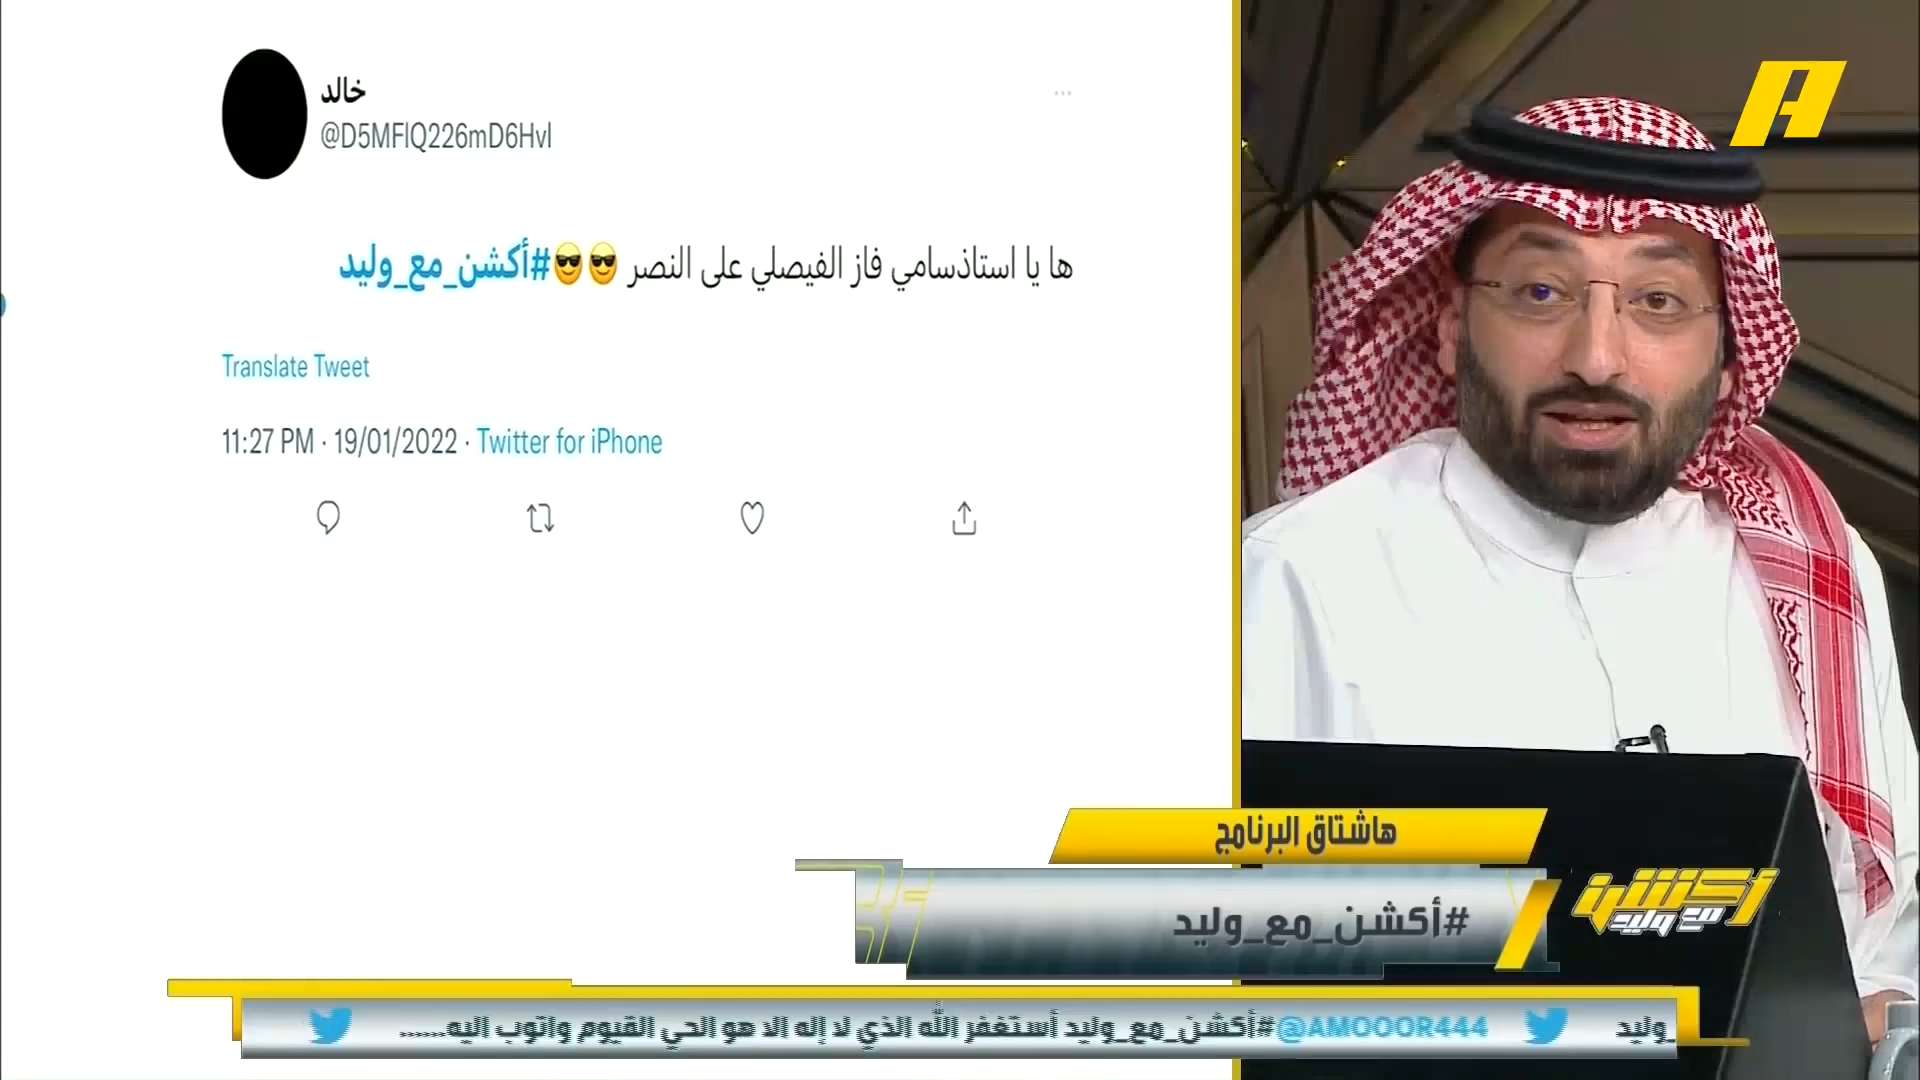 خالد
@D5MFlQ226mD6Hvl
ها يا استاذسامي فاز الفيصلي على النصر 😎😎#أكشن_مع_وليد
Translate Tweet
11:27 PM · 19/01/2022 · Twitter for iPhone
هاشتاق البرنامج
#أكشن_مع_وليد
أكشن مع وليد
_وليد
@AMOOOR444 #أكشن_مع_وليد أستغفر الله الذي لا إله الا هو الحي القيوم واتوب اليه......